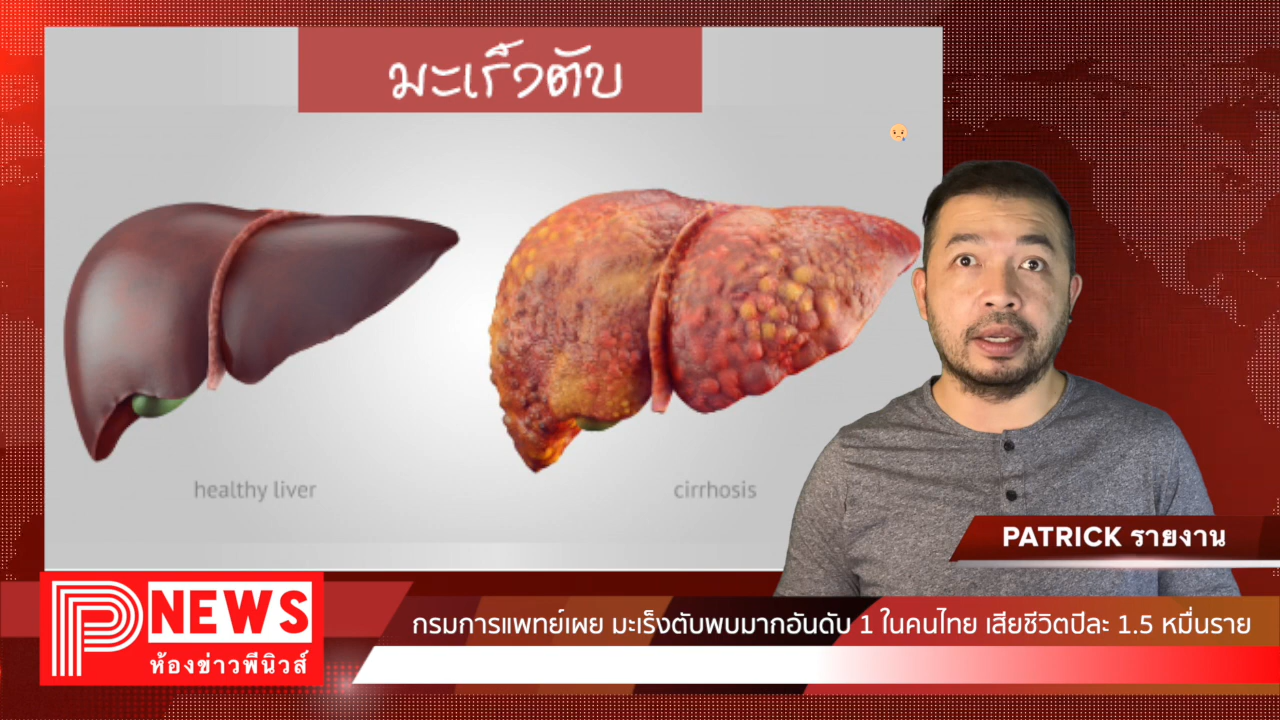 มะเร็งตับ
healthy liver
cirrhosis
PATRICK รายงาน
P NEWS
ห้องข่าวพีนิวส์
กรมการแพทย์เผย มะเร็งตับพบมากอันดับ 1 ในคนไทย เสียชีวิตปีละ 1.5 หมื่นราย